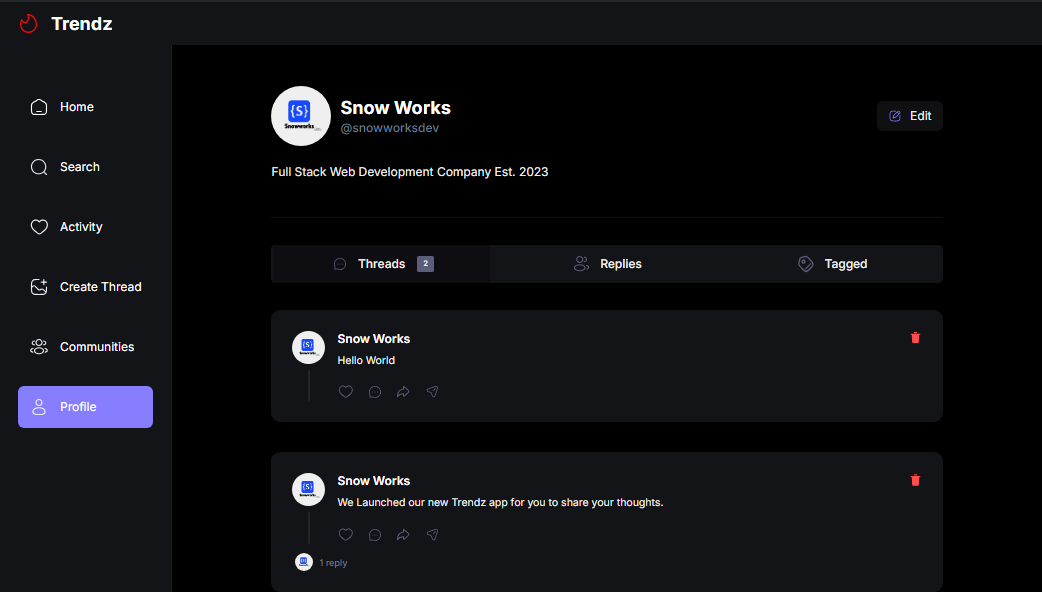 Trendz
Home
Search
Activity
Create Thread
Communities
Profile
{S}
Snowworks
Snow Works
@snowworksdev
Edit
Full Stack Web Development Company Est. 2023
Threads 2
Replies
Tagged
Snow Works
Hello World
Snow Works
We Launched our new Trendz app for you to share your thoughts.
1 reply